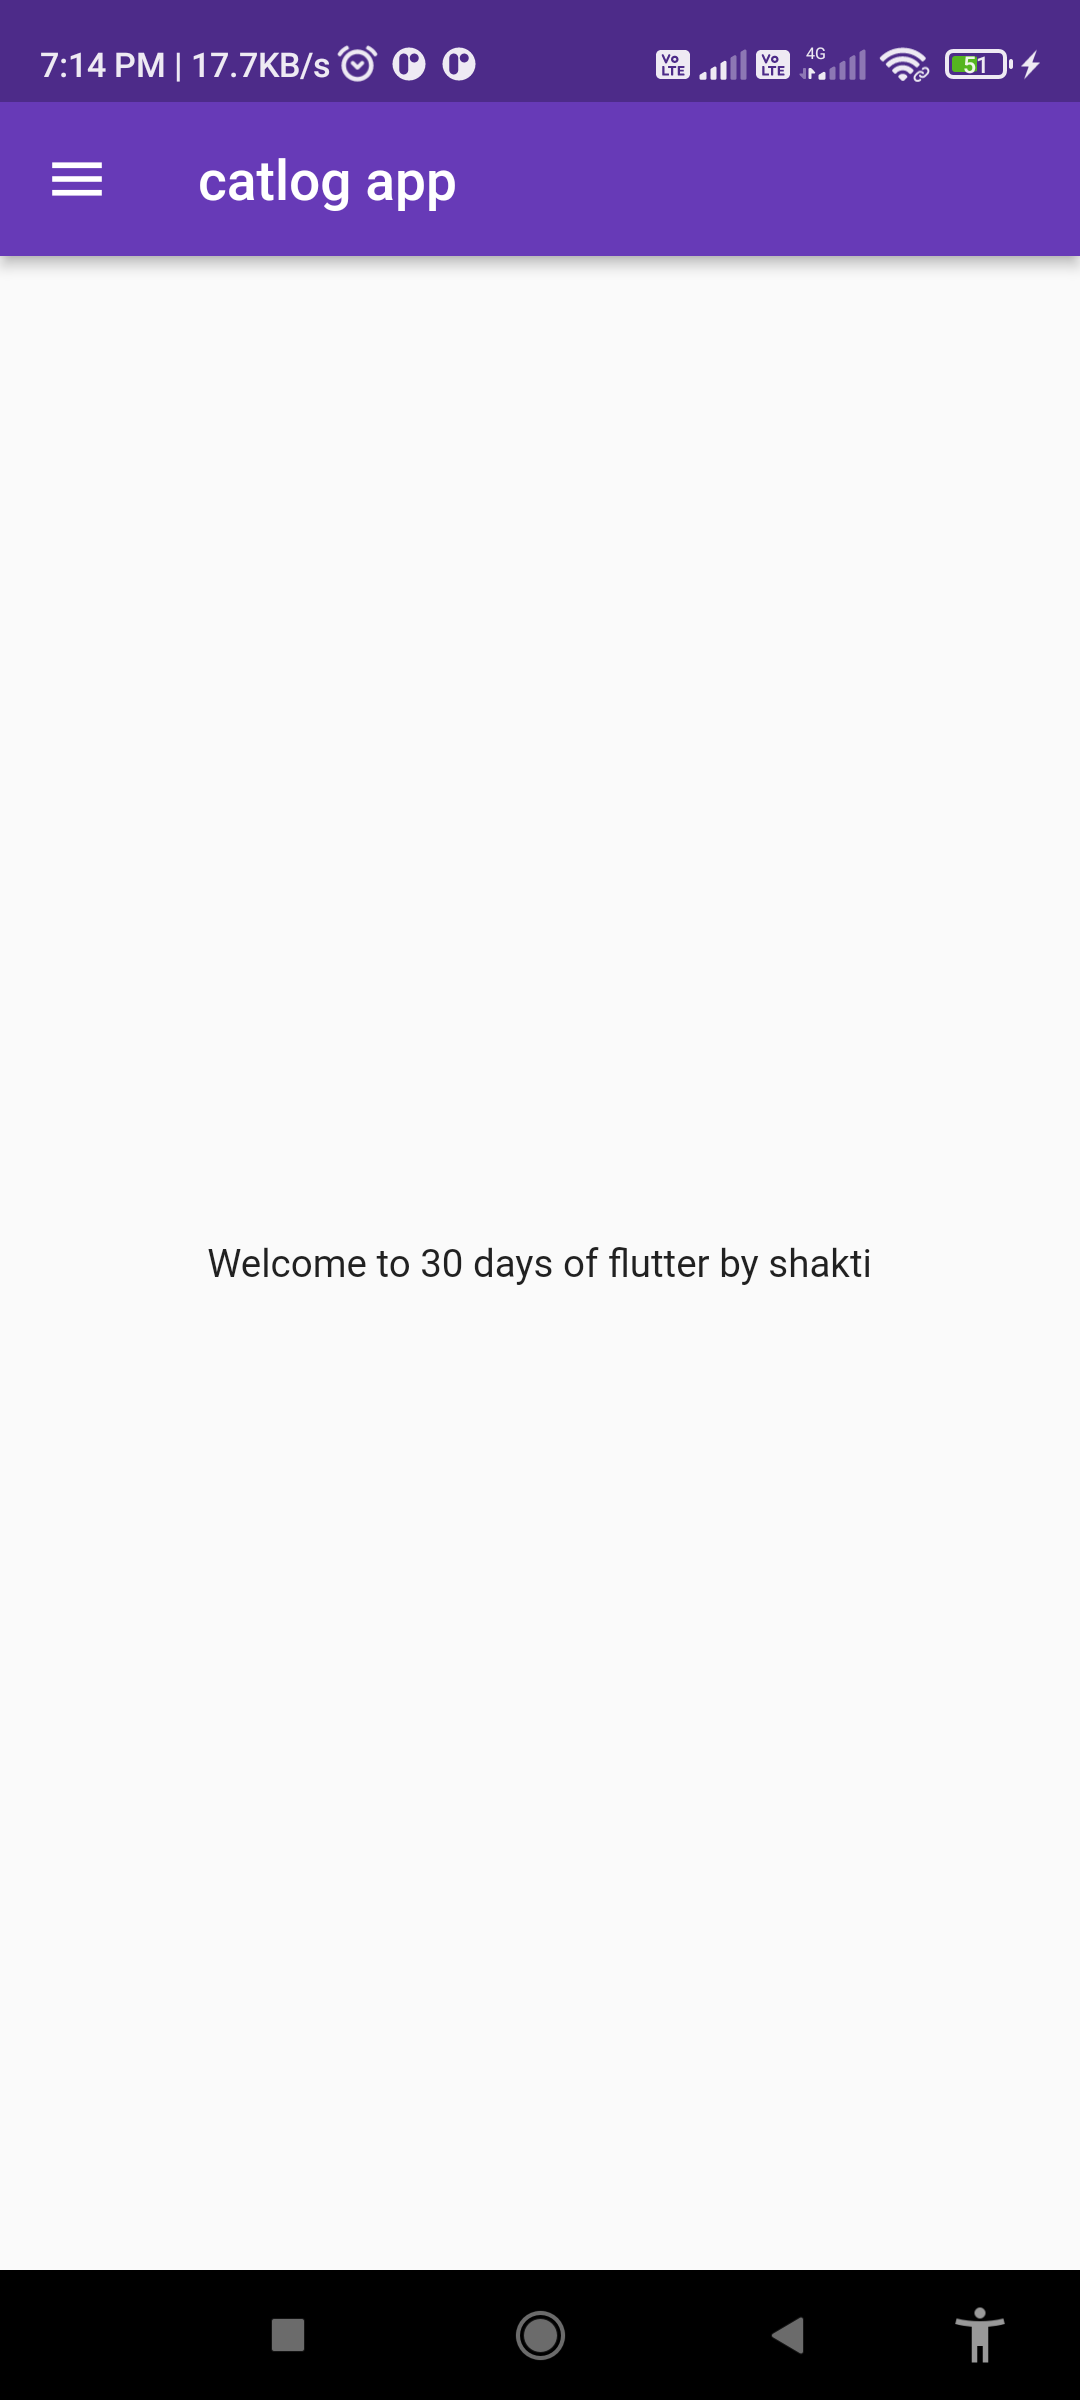 7:14 PM | 17.7KB/s Vo LTE Vo LTE 4G 51
catlog app
Welcome to 30 days of flutter by shakti